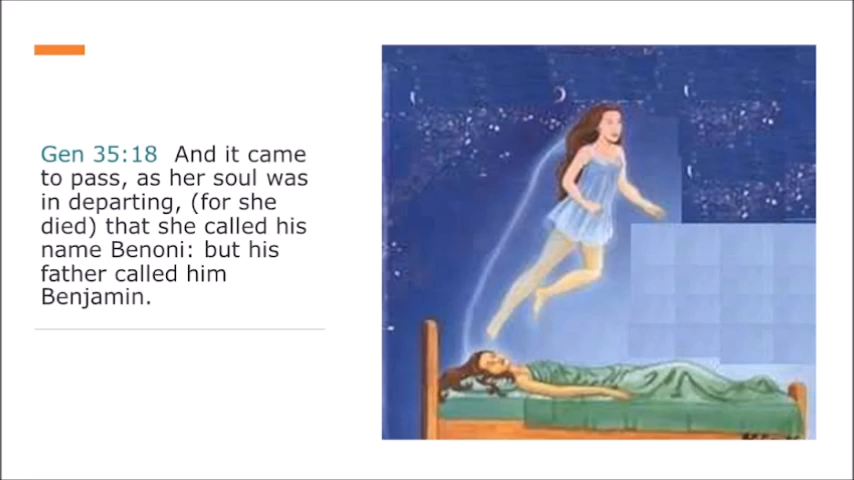 Gen 35:18  And it came
to pass, as her soul was
in departing, (for she
died) that she called his
name Benoni: but his
father called him
Benjamin.